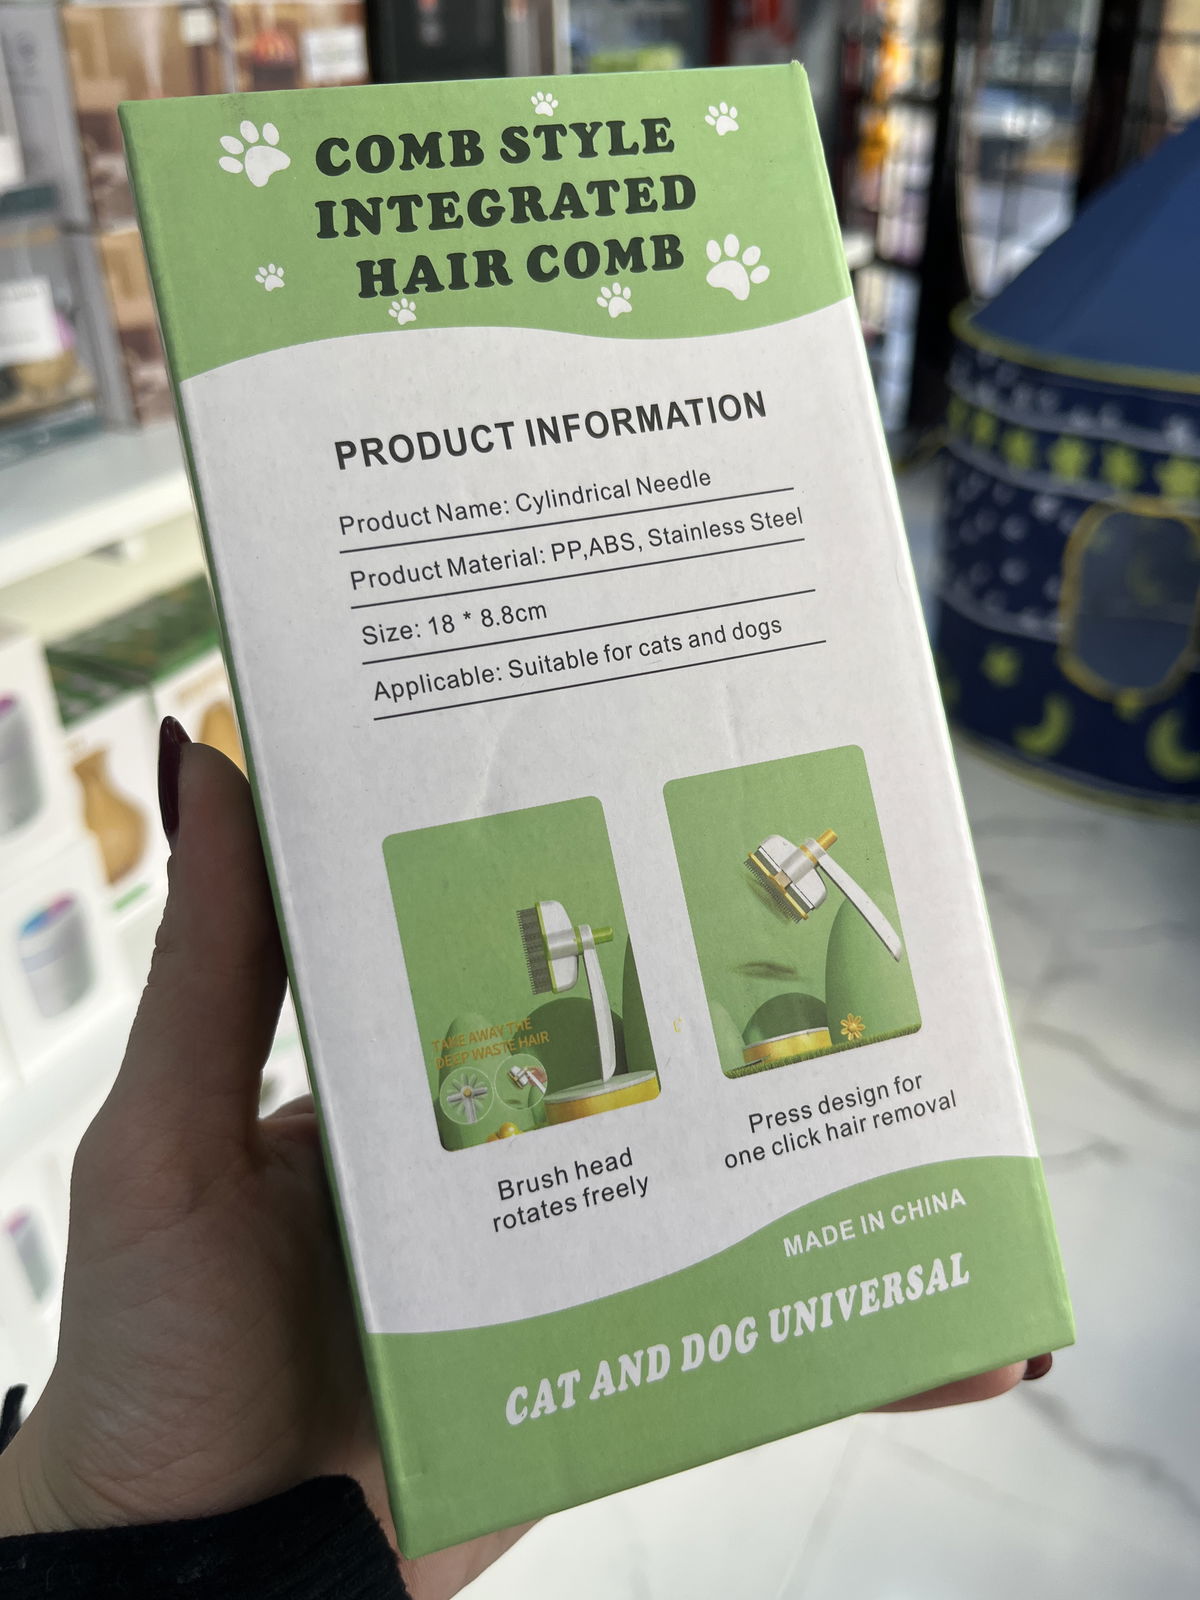 COMB STYLE
INTEGRATED
HAIR COMB
PRODUCT INFORMATION
Product Name: Cylindrical Needle
Product Material: PP,ABS, Stainless Steel
Size: 18 * 8.8cm
Applicable: Suitable for cats and dogs
TAKE AWAY THE
DEEP WASTE HAIR
Brush head
rotates freely
Press design for
one click hair removal
MADE IN CHINA
CAT AND DOG UNIVERSAL